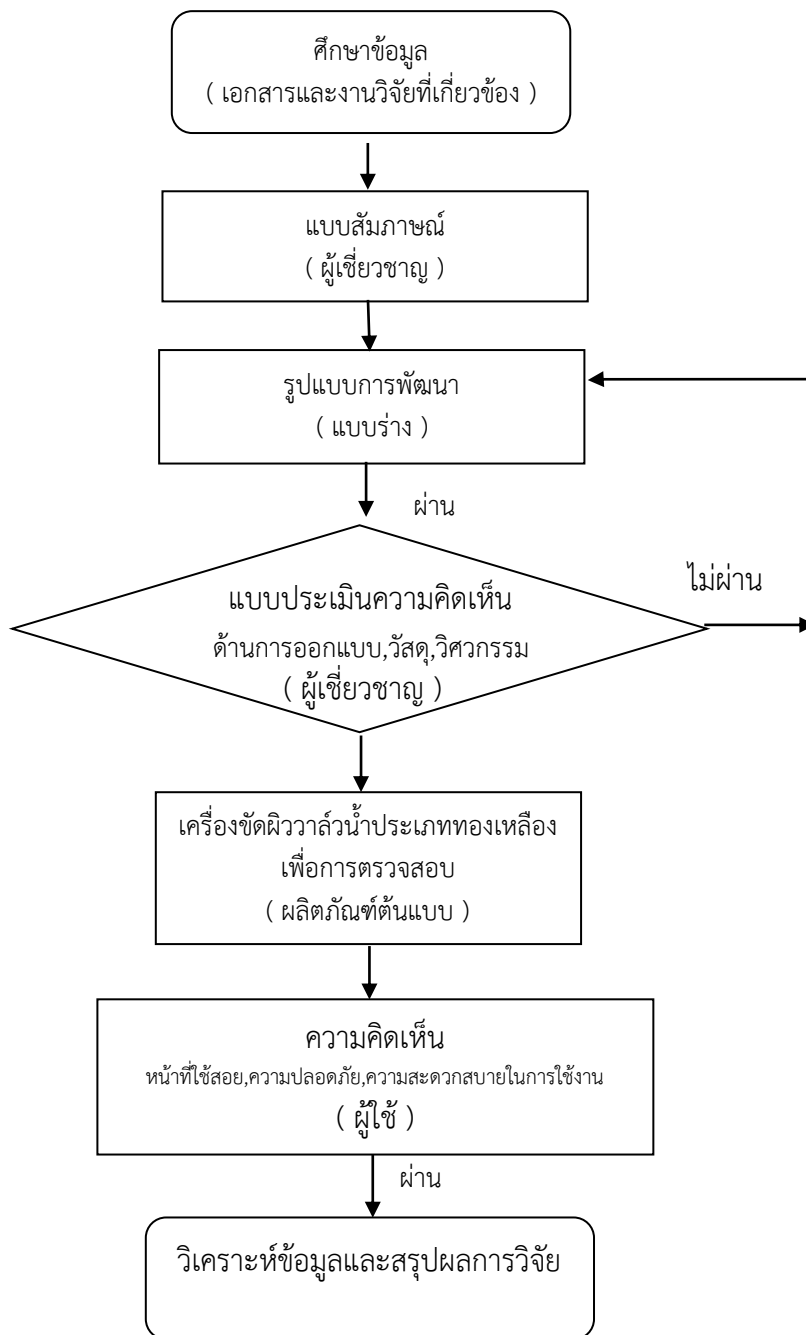 ศึกษาข้อมูล
( เอกสารและงานวิจัยที่เกี่ยวข้อง )
แบบสัมภาษณ์
( ผู้เชี่ยวชาญ )
รูปแบบการพัฒนา
( แบบร่าง )
ผ่าน
ไม่ผ่าน
แบบประเมินความคิดเห็น
ด้านการออกแบบ,วัสดุ,วิศวกรรม
( ผู้เชี่ยวชาญ )
เครื่องขัดผิววาล์วน้ำประเภททองเหลือง
เพื่อการตรวจสอบ
( ผลิตภัณฑ์ต้นแบบ )
ความคิดเห็น
หน้าที่ใช้สอย,ความปลอดภัย,ความสะดวกสบายในการใช้งาน
( ผู้ใช้ )
ผ่าน
วิเคราะห์ข้อมูลและสรุปผลการวิจัย